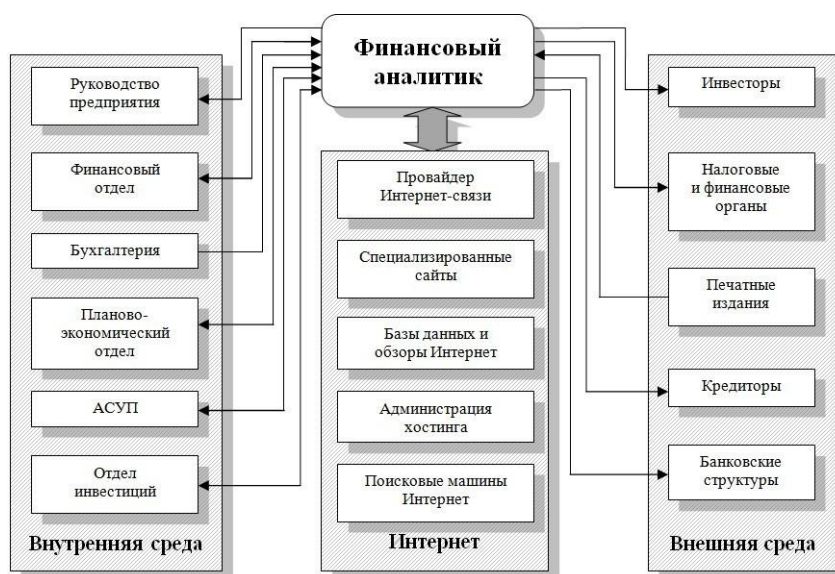 Финансовый
аналитик
Руководство
предприятия
Финансовый
отдел
Бухгалтерия
Планово-
экономический
отдел
АСУП
Отдел
инвестиций
Внутренняя среда
Провайдер
Интернет-связи
Специализированные
сайты
Базы данных и
обзоры Интернет
Администрация
хостинга
Поисковые машины
Интернет
Интернет
Инвесторы
Налоговые
и финансовые
органы
Печатные
издания
Кредиторы
Банковские
структуры
Внешняя среда